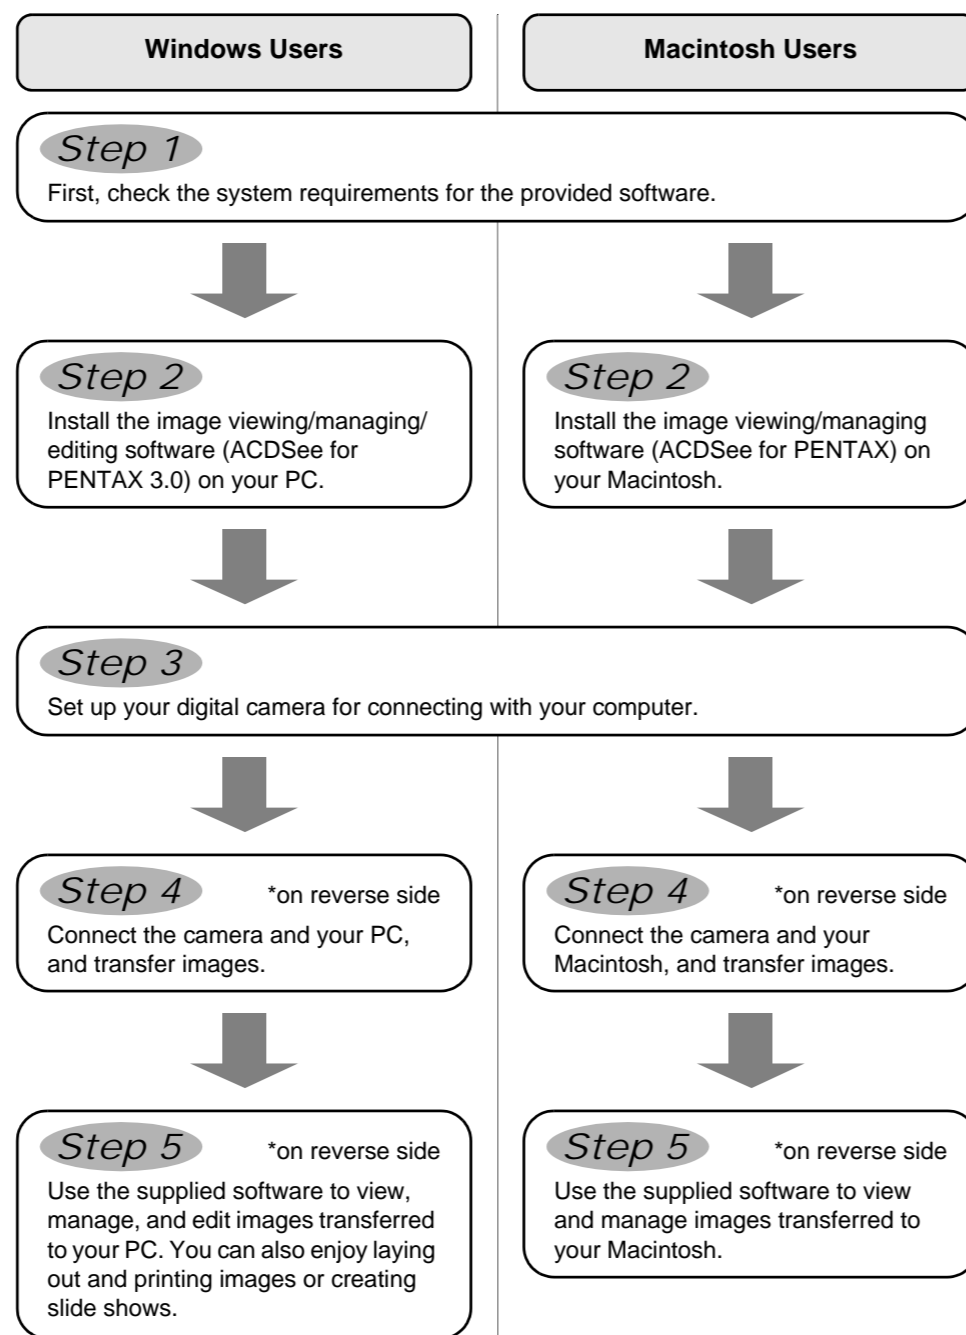 Windows Users
Macintosh Users
Step 1
First, check the system requirements for the provided software.
Step 2
Install the image viewing/managing/
editing software (ACDSee for
PENTAX 3.0) on your PC.
Step 2
Install the image viewing/managing
software (ACDSee for PENTAX) on
your Macintosh.
Step 3
Set up your digital camera for connecting with your computer.
Step 4
*on reverse side
Connect the camera and your PC,
and transfer images.
Step 4
*on reverse side
Connect the camera and your
Macintosh, and transfer images.
Step 5
*on reverse side
Use the supplied software to view,
manage, and edit images transferred
to your PC. You can also enjoy laying
out and printing images or creating
slide shows.
Step 5
*on reverse side
Use the supplied software to view
and manage images transferred to
your Macintosh.